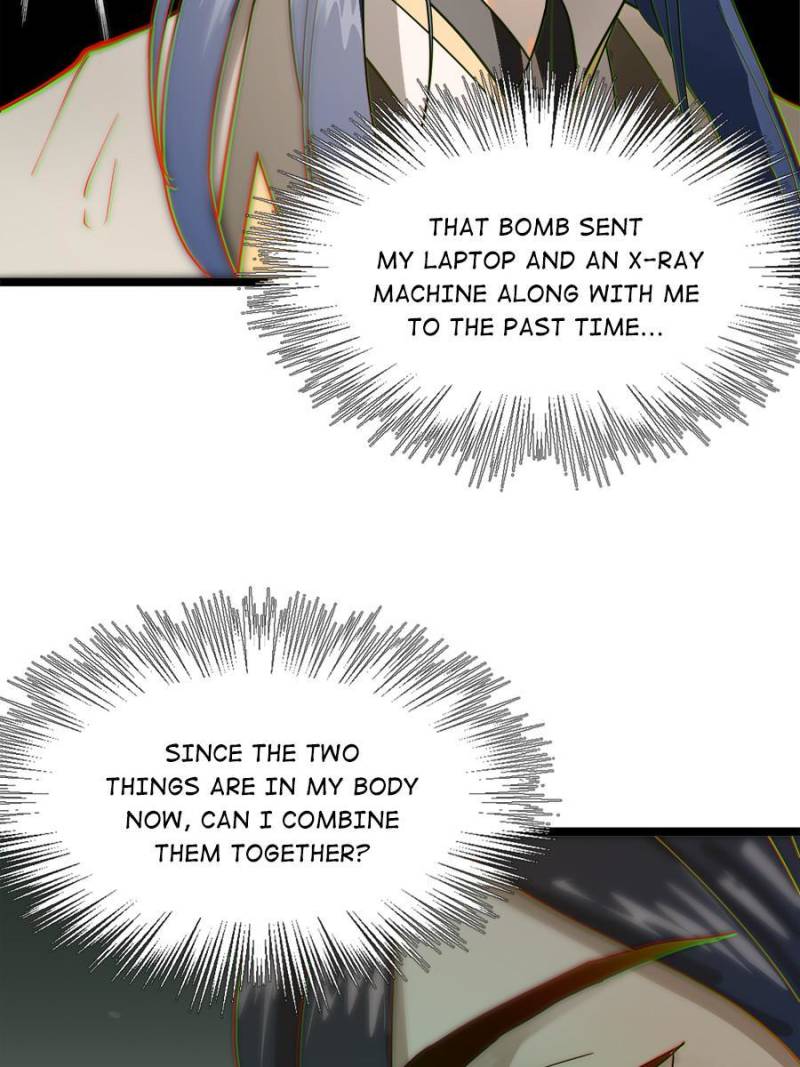 THAT BOMB SENT
MY LAPTOP AND AN X-RAY
MACHINE ALONG WITH ME
TO THE PAST TIME...
SINCE THE TWO
THINGS ARE IN MY BODY
NOW, CAN I COMBINE
THEM TOGETHER?